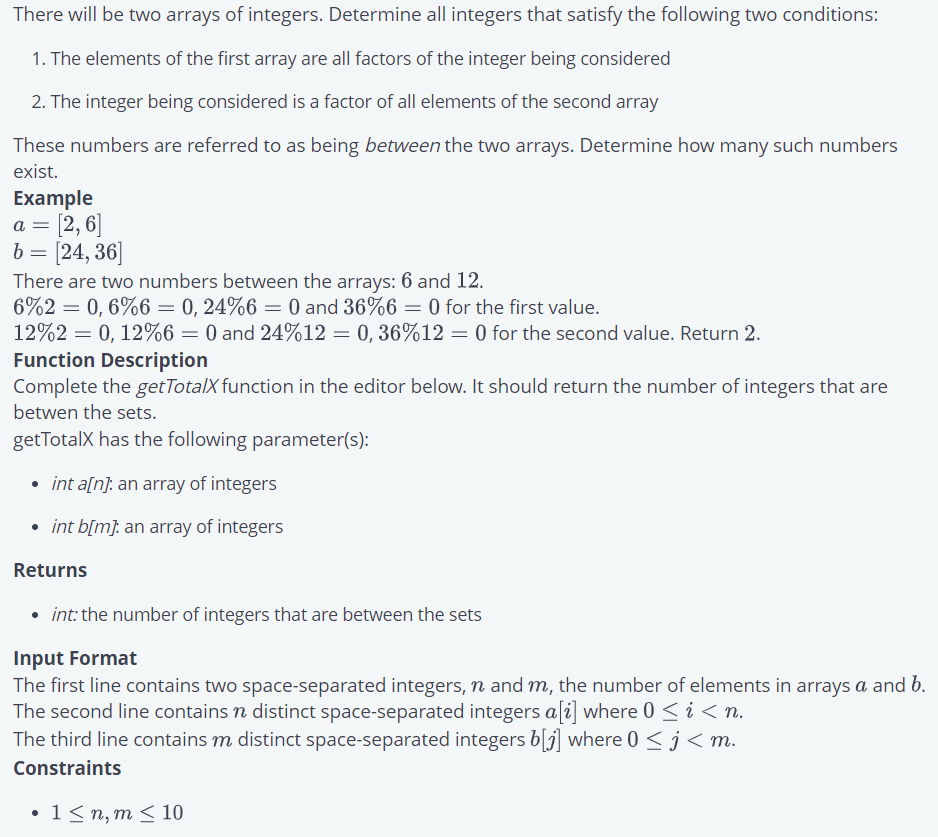 There will be two arrays of integers. Determine all integers that satisfy the following two conditions:
1. The elements of the first array are all factors of the integer being considered
2. The integer being considered is a factor of all elements of the second array
These numbers are referred to as being between the two arrays. Determine how many such numbers
exist.
Example
a = [2, 6]
b = [24, 36]
There are two numbers between the arrays: 6 and 12.
6%2 = 0, 6%6 = 0, 24%6 = 0 and 36%6 = 0 for the first value.
12%2 = 0, 12%6 = 0 and 24%12 = 0, 36%12 = 0 for the second value. Return 2.
Function Description
Complete the getTotalX function in the editor below. It should return the number of integers that are
betwen the sets.
getTotalX has the following parameter(s):
• int a[n]: an array of integers
• int b[m]: an array of integers
Returns
• int: the number of integers that are between the sets
Input Format
The first line contains two space-separated integers, n and m, the number of elements in arrays a and b.
The second line contains n distinct space-separated integers a[i] where 0 ≤ i < n.
The third line contains m distinct space-separated integers b[j] where 0 ≤ j < m.
Constraints
• 1 ≤ n, m ≤ 10